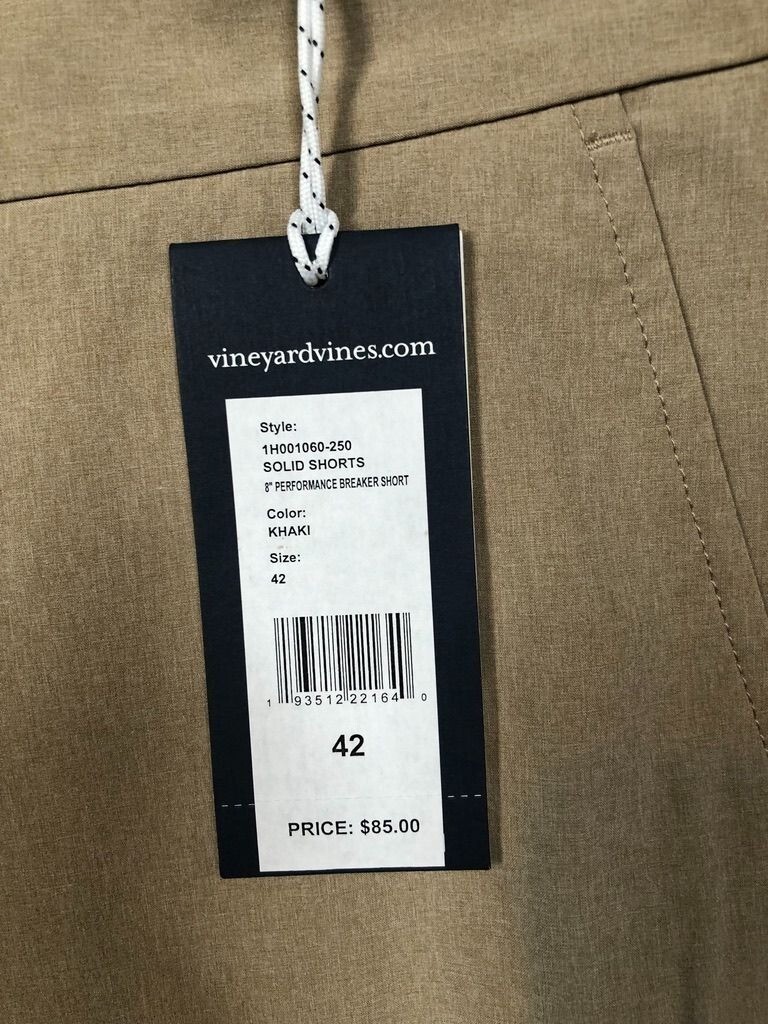 vineyardvines.com
Style:
1H001060-250
SOLID SHORTS
8" PERFORMANCE BREAKER SHORT
Color:
KHAKI
Size:
42
1 93512 22164 0
42
PRICE: $85.00